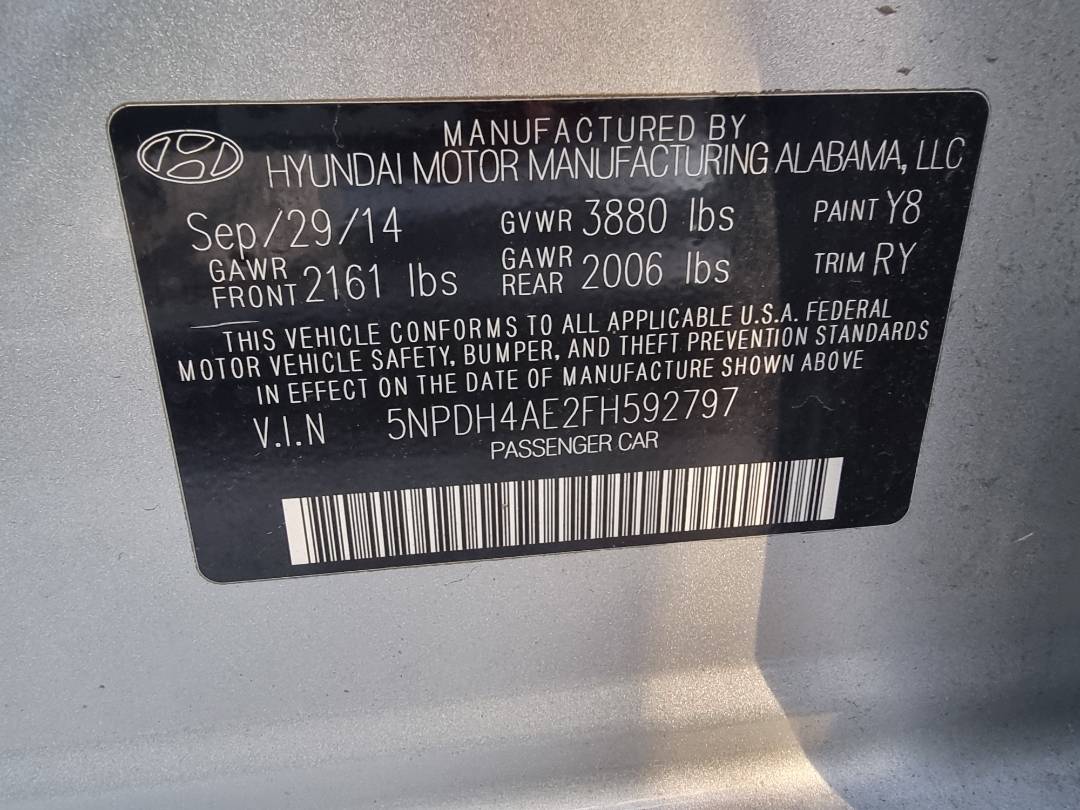 MANUFACTURED BY
HYUNDAI MOTOR MANUFACTURING ALABAMA, LLC
Sep/29/14 GVWR 3880 lbs PAINT Y8
GAWR FRONT 2161 lbs GAWR REAR 2006 lbs TRIM RY
THIS VEHICLE CONFORMS TO ALL APPLICABLE U.S.A. FEDERAL
MOTOR VEHICLE SAFETY, BUMPER, AND THEFT PREVENTION STANDARDS
IN EFFECT ON THE DATE OF MANUFACTURE SHOWN ABOVE
V.I.N 5NPDH4AE2FH592797
PASSENGER CAR